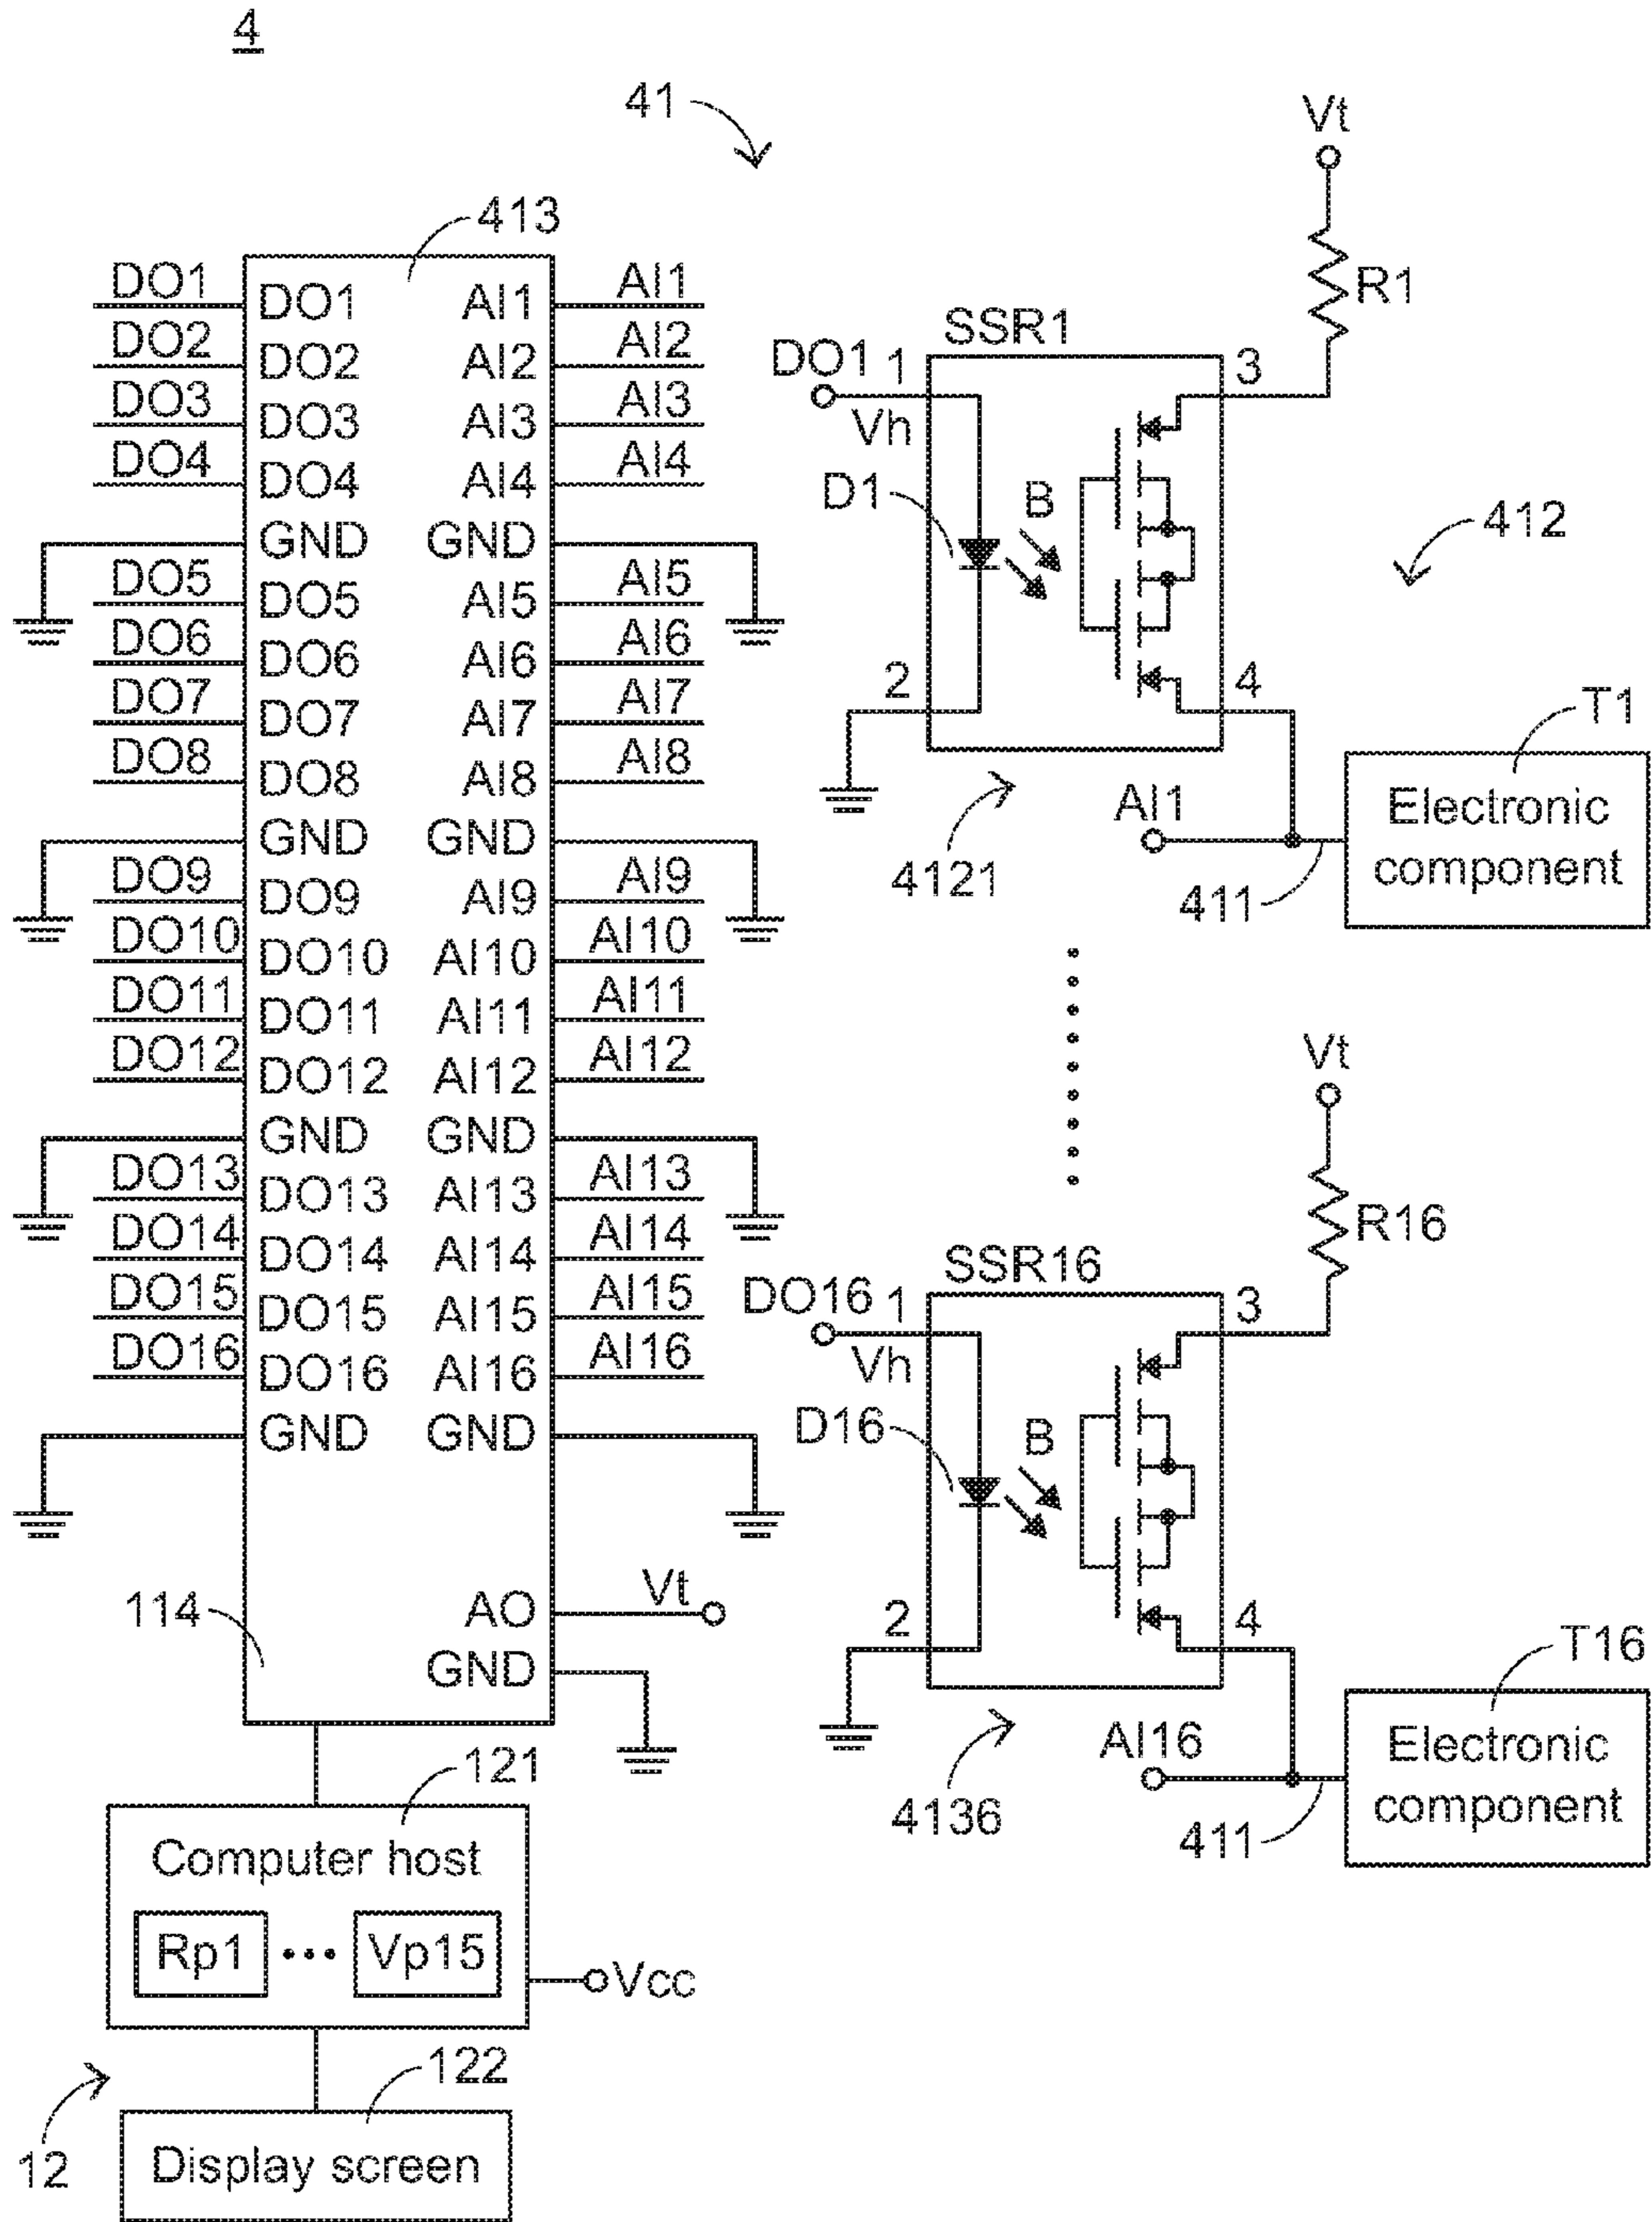 4
41
413
DO1 DO1 AI1 AI1
DO2 DO2 AI2 AI2
DO3 DO3 AI3 AI3
DO4 DO4 AI4 AI4
GND GND
DO5 DO5 AI5 AI5
DO6 DO6 AI6 AI6
DO7 DO7 AI7 AI7
DO8 DO8 AI8 AI8
GND GND
DO9 DO9 AI9 AI9
DO10 DO10 AI10 AI10
DO11 DO11 AI11 AI11
DO12 DO12 AI12 AI12
GND GND
DO13 DO13 AI13 AI13
DO14 DO14 AI14 AI14
DO15 DO15 AI15 AI15
DO16 DO16 AI16 AI16
GND GND
AO Vt
114
GND
121
Computer host
Rp1 ••• Vp15
Vcc
122
12
Display screen
Vt
R1
SSR1
DO1 1 3
Vh
D1 B
412
2 4
T1
AI1
Electronic
component
4121
411
Vt
R16
SSR16
DO16 1 3
Vh
D16 B
2 4
T16
AI16
Electronic
component
4136
411